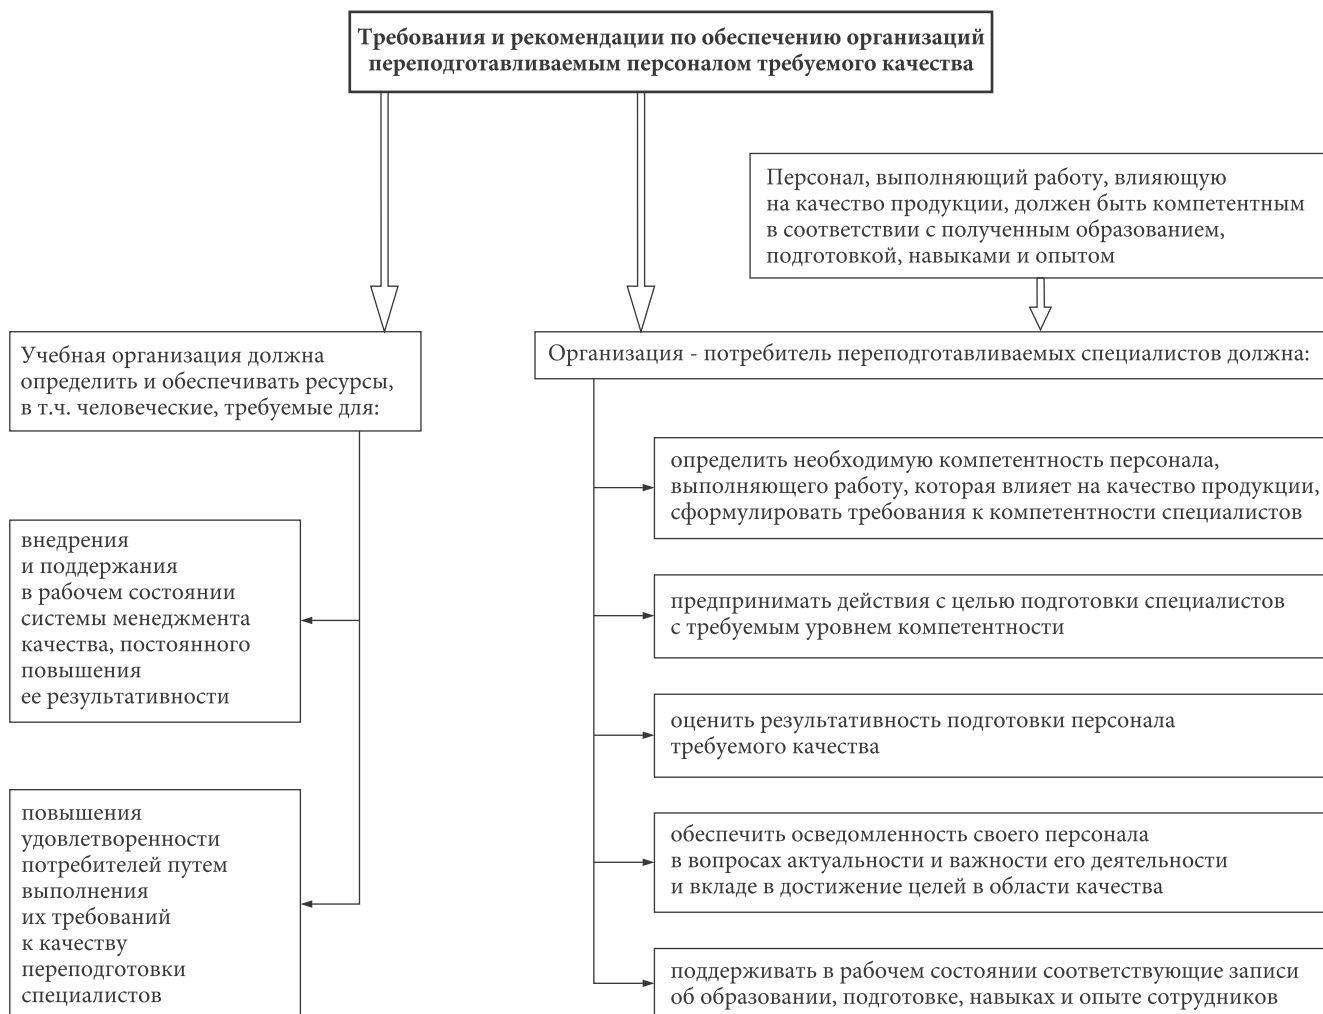 Требования и рекомендации по обеспечению организаций
переподготавливаемым персоналом требуемого качества
Персонал, выполняющий работу, влияющую
на качество продукции, должен быть компетентным
в соответствии с полученным образованием,
подготовкой, навыками и опытом
Учебная организация должна
определить и обеспечивать ресурсы,
в т.ч. человеческие, требуемые для:
внедрения
и поддержания
в рабочем состоянии
системы менеджмента
качества, постоянного
повышения
ее результативности
повышения
удовлетворенности
потребителей путем
выполнения
их требований
к качеству
переподготовки
специалистов
Организация - потребитель переподготавливаемых специалистов должна:
определить необходимую компетентность персонала,
выполняющего работу, которая влияет на качество продукции,
сформулировать требования к компетентности специалистов
предпринимать действия с целью подготовки специалистов
с требуемым уровнем компетентности
оценить результативность подготовки персонала
требуемого качества
обеспечить осведомленность своего персонала
в вопросах актуальности и важности его деятельности
и вкладе в достижение целей в области качества
поддерживать в рабочем состоянии соответствующие записи
об образовании, подготовке, навыках и опыте сотрудников